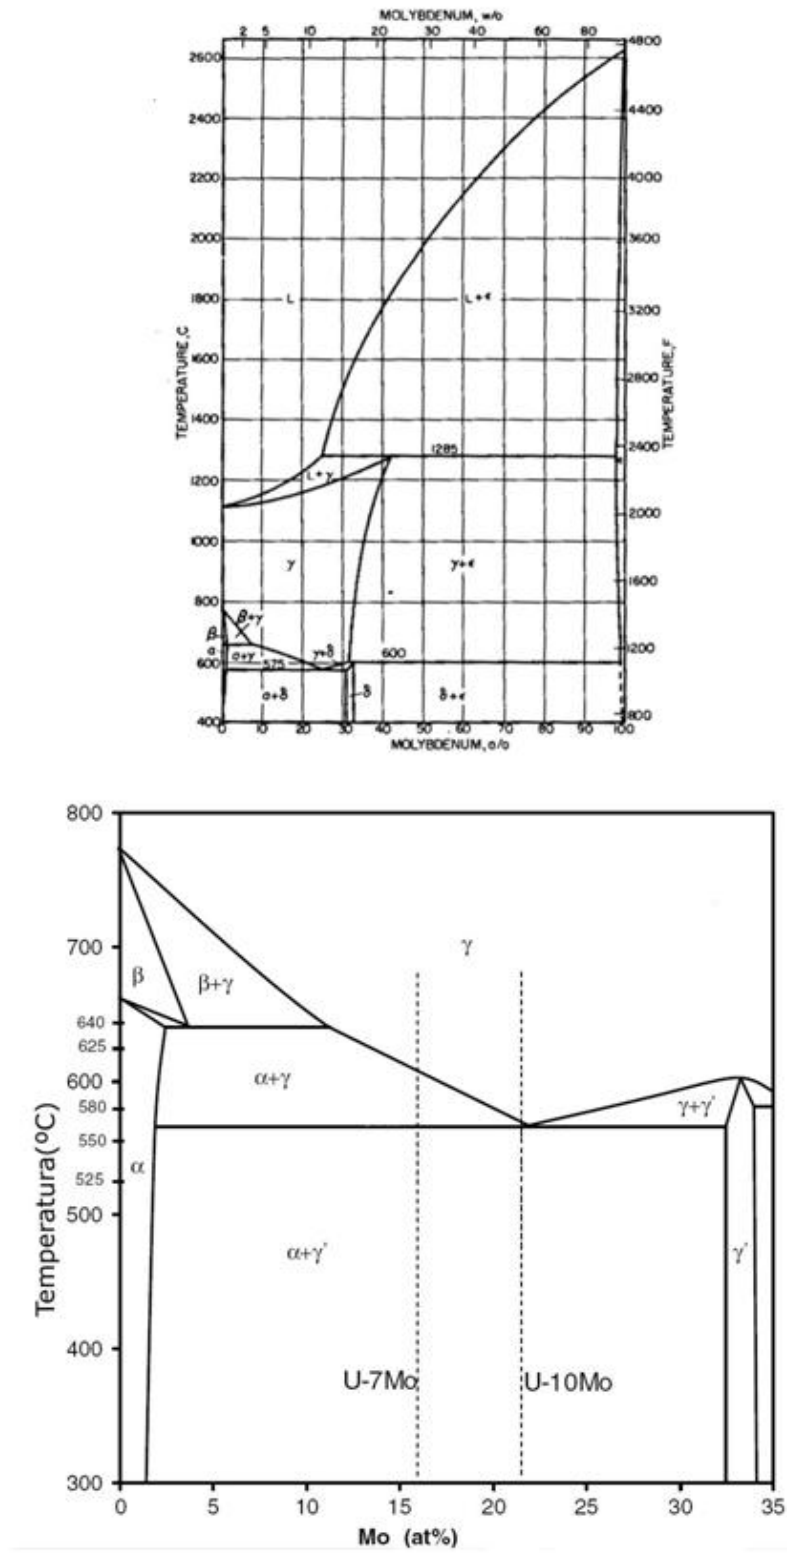 MOLYBDENUM, w/o
2 5 10 20 30 40 60 80
2600 4800
2400 4400
2200 4000
2000 3600
1800 L L+ϵ 3200
1600
TEMPERATURE, C
TEMPERATURE, F
2800
1400
1285 2400
1200 L+γ
2000
1000
γ γ+ϵ
1600
800
β+γ
β
α α+γ γ+δ 600 1200
600 575
α+δ δ δ+ϵ
400 800
0 10 20 30 40 50 60 70 80 90 100
MOLYBDENUM, a/o
800
700 γ
β β+γ
640
625
600 α+γ γ+γ'
580
550
α
525
500
Temperatura(ºC)
α+γ' γ'
400
U-7Mo U-10Mo
300
0 5 10 15 20 25 30 35
Mo (at%)